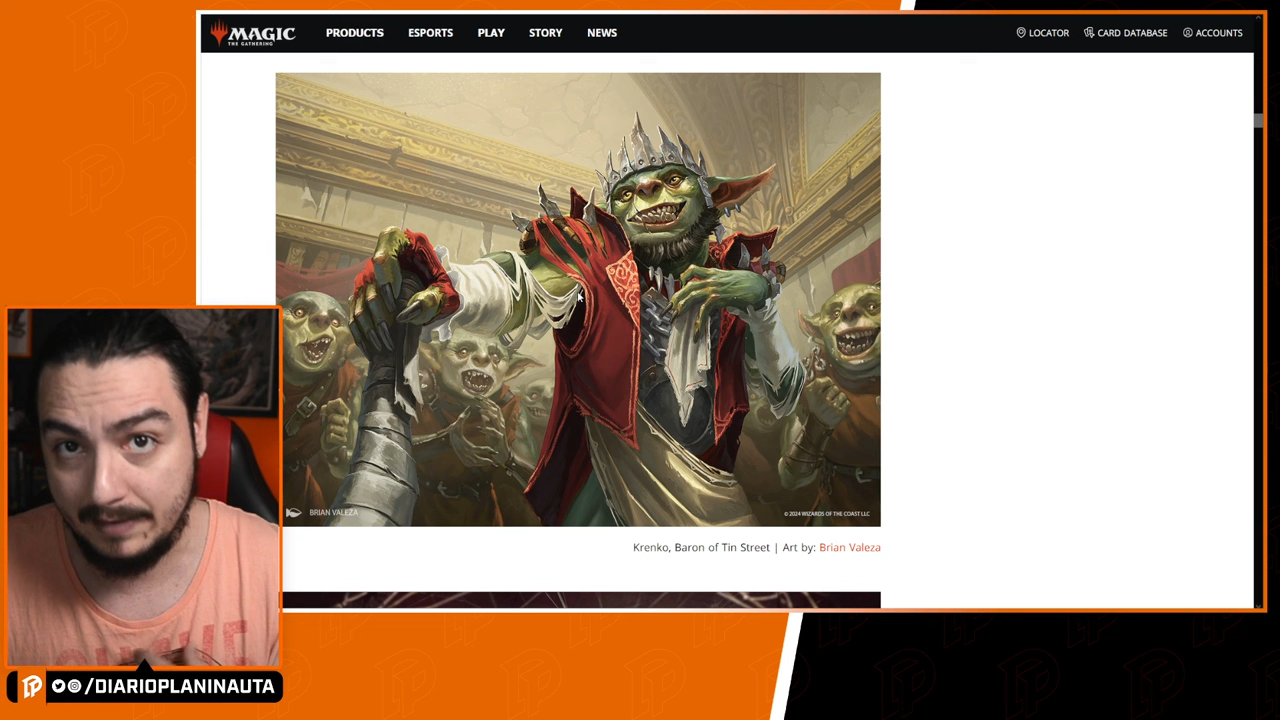 MAGIC
THE GATHERING
PRODUCTS ESPORTS PLAY STORY NEWS
LOCATOR CARD DATABASE ACCOUNTS
BRIAN VALEZA
© 2024 WIZARDS OF THE COAST LLC
Krenko, Baron of Tin Street | Art by: Brian Valeza
/DIARIOPLANINAUTA